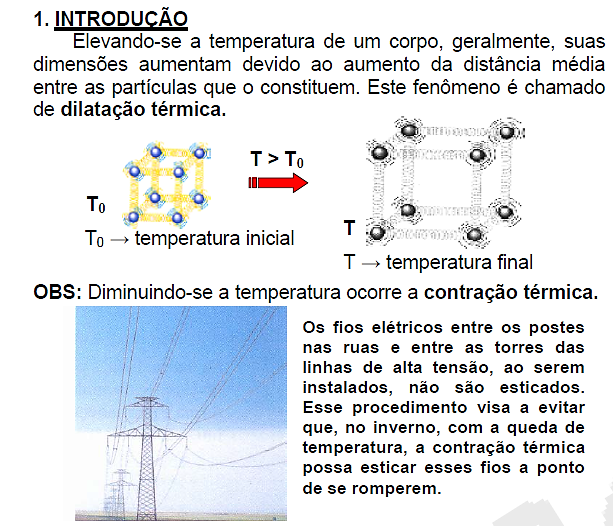 1. INTRODUÇÃO
Elevando-se a temperatura de um corpo, geralmente, suas
dimensões aumentam devido ao aumento da distância média
entre as partículas que o constituem. Este fenômeno é chamado
de dilatação térmica.
T > T₀
T₀
T₀ → temperatura inicial
T
T → temperatura final
OBS: Diminuindo-se a temperatura ocorre a contração térmica.
Os fios elétricos entre os postes
nas ruas e entre as torres das
linhas de alta tensão, ao serem
instalados, não são esticados.
Esse procedimento visa a evitar
que, no inverno, com a queda de
temperatura, a contração térmica
possa esticar esses fios a ponto
de se romperem.